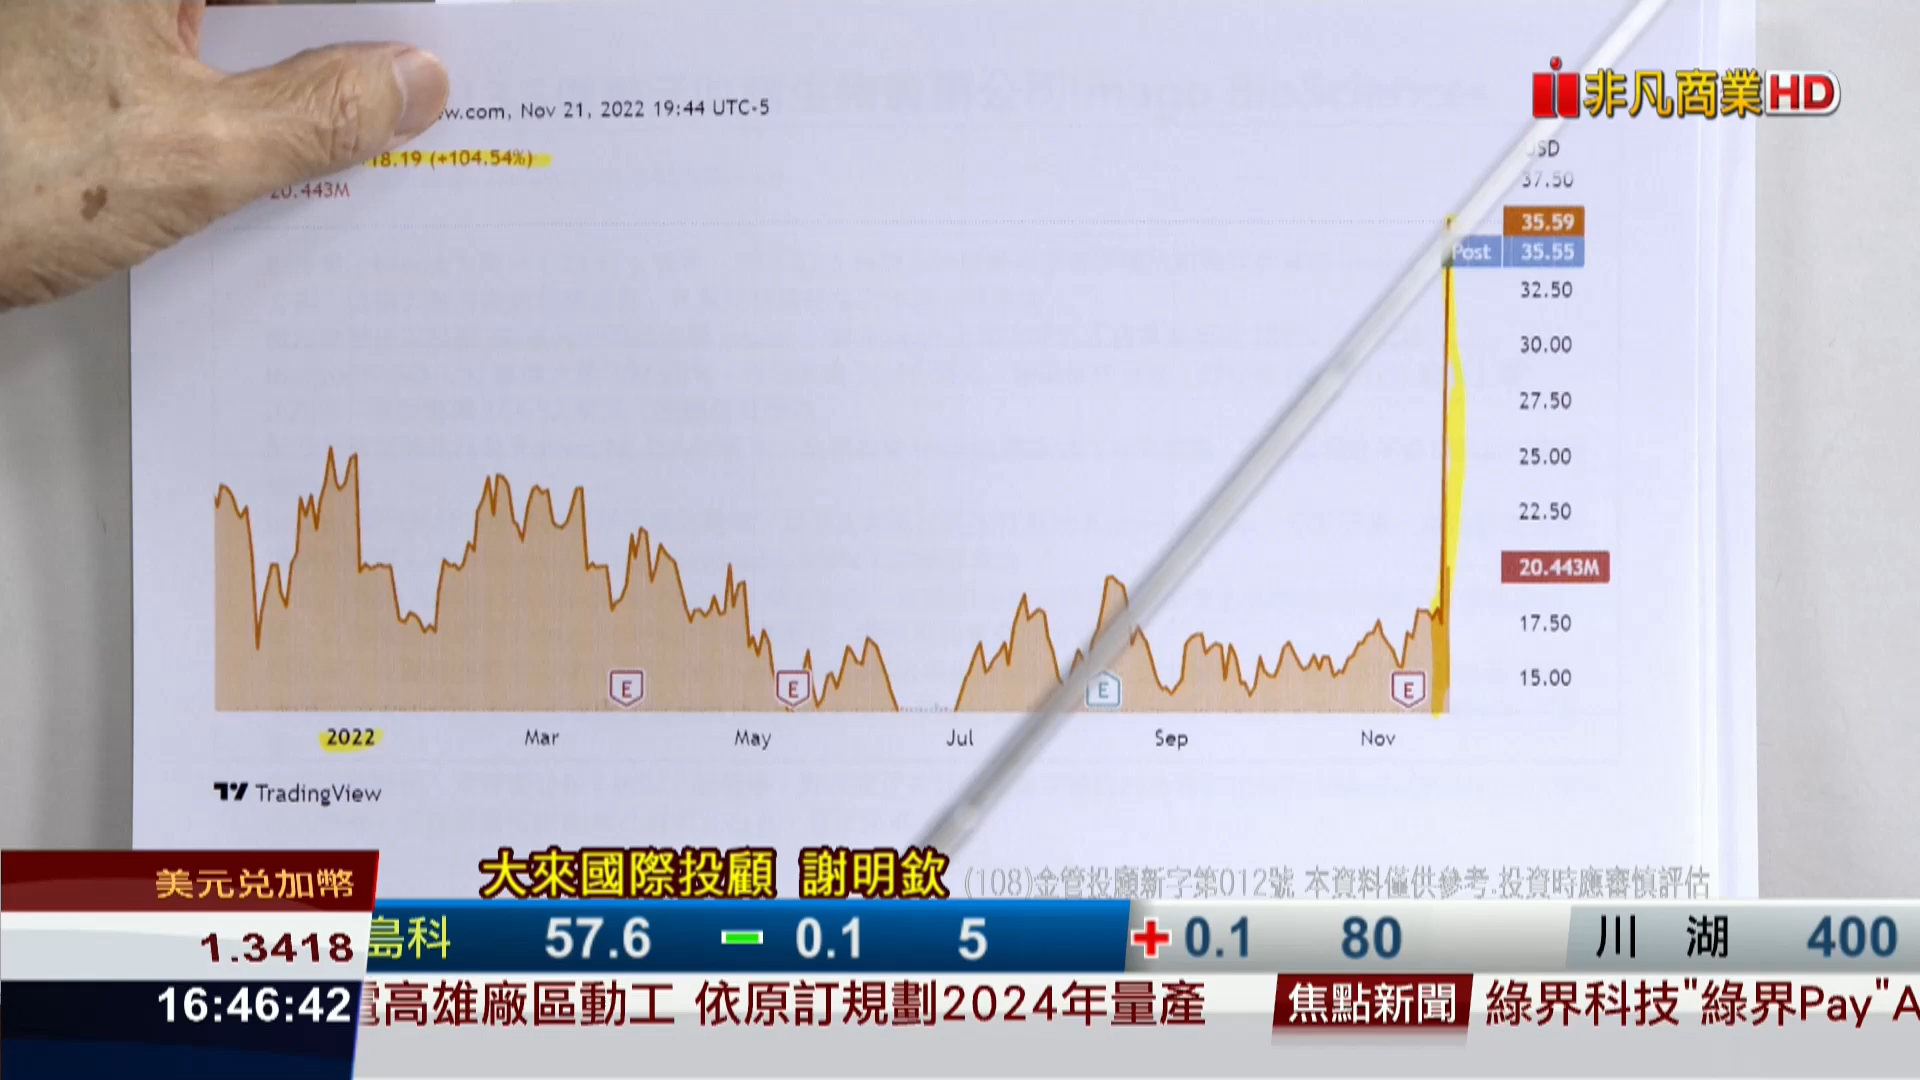 非凡商業HD
w.com, Nov 21, 2022 19:44 UTC-5
18.19 (+104.54%)
20.443M
USD
37.50
35.59
Post 35.55
32.50
30.00
27.50
25.00
22.50
20.443M
17.50
15.00
E
E
E
E
2022
Mar
May
Jul
Sep
Nov
TradingView
大來國際投顧 謝明欽
(108)金管投顧新字第012號 本資料僅供參考.投資時應審慎評估
美元兌加幣
1.3418
島科 57.6 0.1 5 0.1 80 川湖 400
16:46:42
高雄廠區動工 依原訂規劃2024年量產 焦點新聞 綠界科技"綠界Pay"A